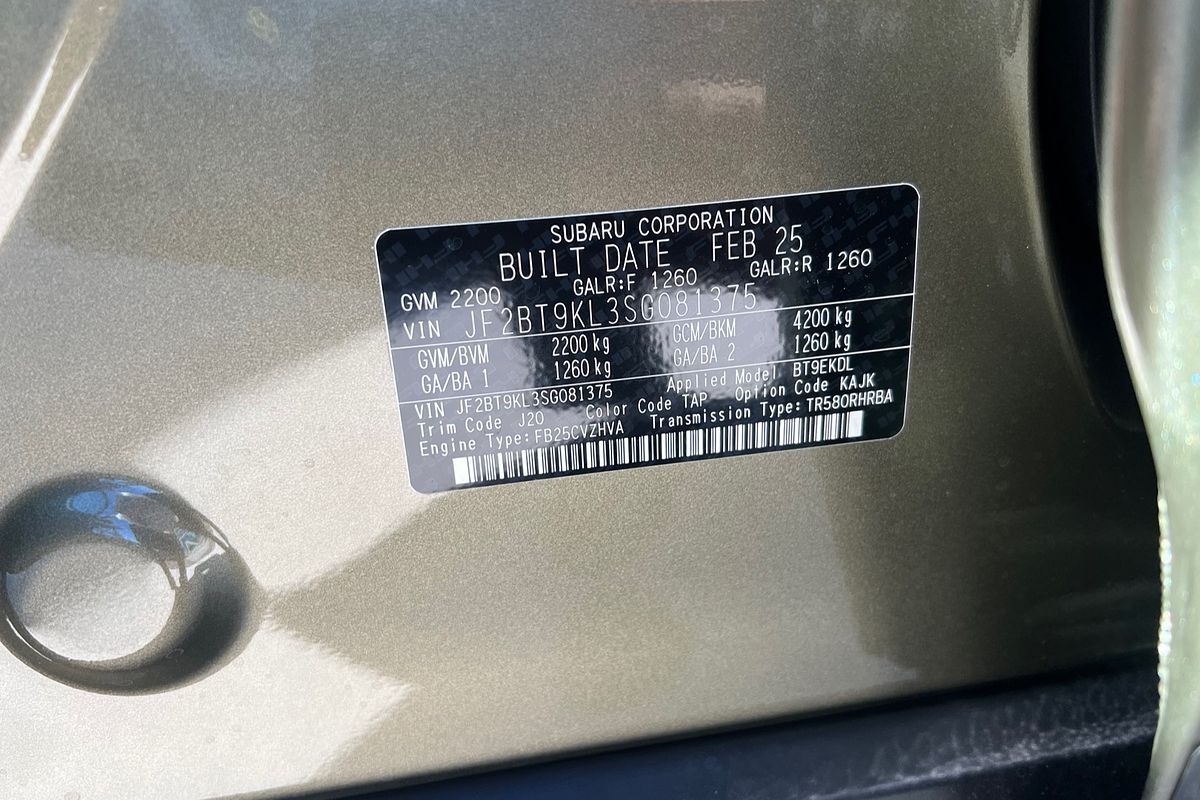 SUBARU CORPORATION
BUILT DATE FEB 25
GVM 2200 GALR:F 1260 GALR:R 1260
VIN JF2BT9KL3SG081375
GVM/BVM 2200 kg GCM/BKM 4200 kg
GA/BA 1 1260 kg GA/BA 2 1260 kg
VIN JF2BT9KL3SG081375 Applied Model BT9EKDL
Trim Code J20 Color Code TAP Option Code KAJK
Engine Type:FB25CVZHVA Transmission Type:TR580RHRBA